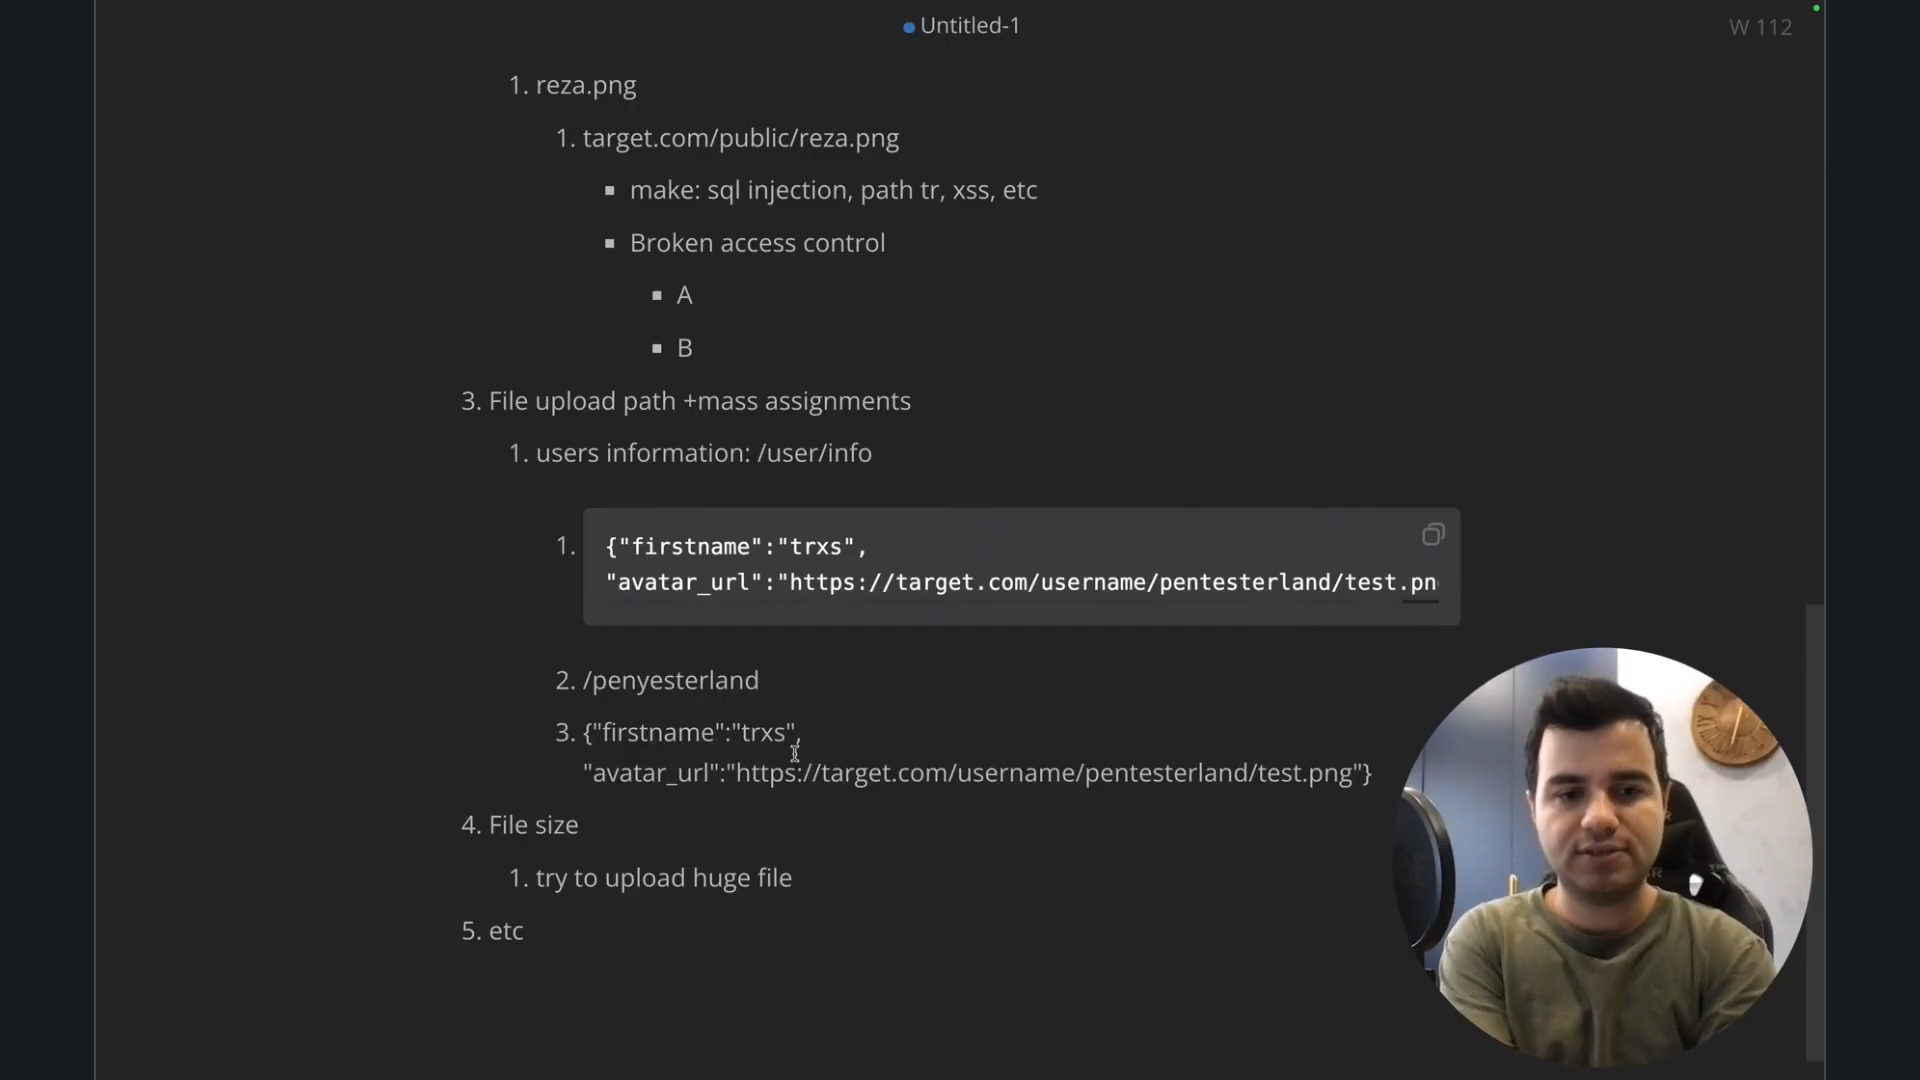 Untitled-1
W 112
1. reza.png
1. target.com/public/reza.png
▪ make: sql injection, path tr, xss, etc
▪ Broken access control
▪ A
▪ B
3. File upload path +mass assignments
1. users information: /user/info
1. {"firstname":"trxs",
"avatar_url":"https://target.com/username/pentesterland/test.pn
2. /penyesterland
3. {"firstname":"trxs",
"avatar_url":"https://target.com/username/pentesterland/test.png"}
4. File size
1. try to upload huge file
5. etc